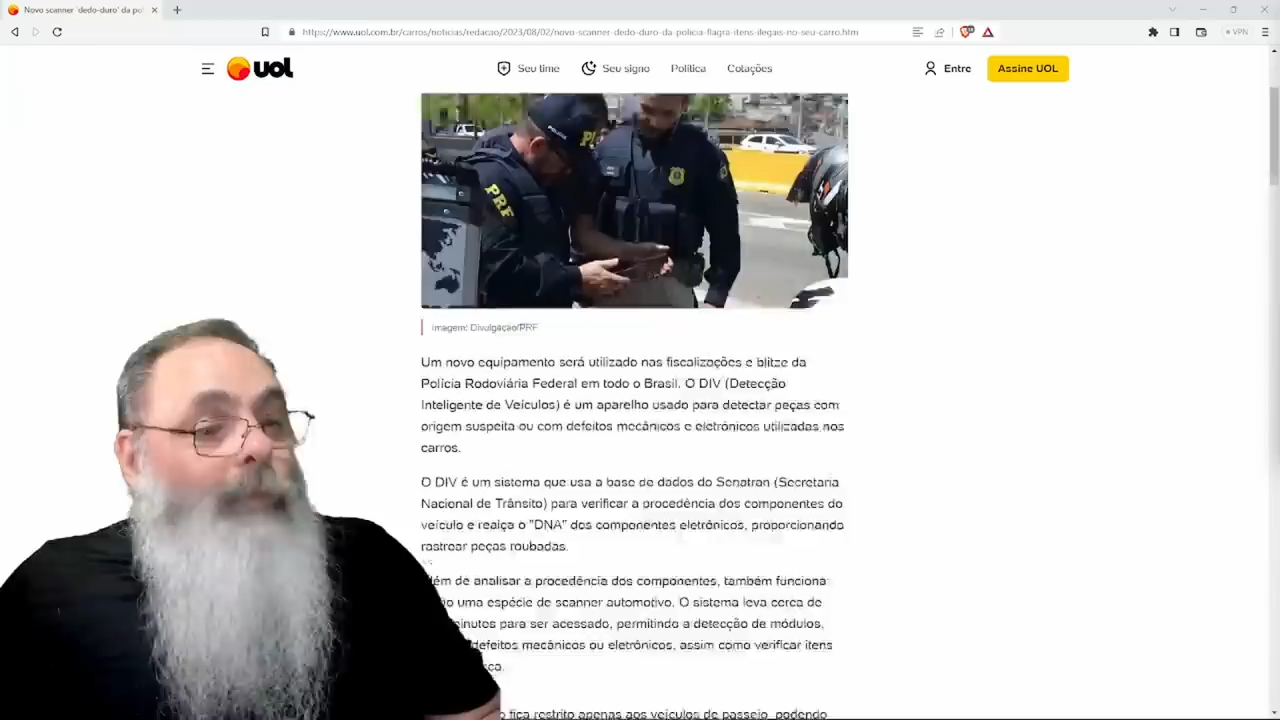 Novo scanner 'dedo-duro' da pol
https://www.uol.com.br/carros/noticias/redacao/2023/08/02/novo-scanner-dedo-duro-da-policia-flagra-itens-ilegais-no-seu-carro.htm
VPN
UOL
Seu time
Seu signo
Política
Cotações
Entre
Assine UOL
POLICIA
PRF
PRF
Imagem: Divulgação/PRF
Um novo equipamento será utilizado nas fiscalizações e blitze da
Polícia Rodoviária Federal em todo o Brasil. O DIV (Detecção
Inteligente de Veículos) é um aparelho usado para detectar peças com
origem suspeita ou com defeitos mecânicos e eletrônicos utilizadas nos
carros.
O DIV é um sistema que usa a base de dados do Senatran (Secretaria
Nacional de Trânsito) para verificar a procedência dos componentes do
veículo e realça o "DNA" dos componentes eletrônicos, proporcionando
rastrear peças roubadas.
ém de analisar a procedência dos componentes, também funciona
uma espécie de scanner automotivo. O sistema leva cerca de
inutos para ser acessado, permitindo a detecção de módulos,
defeitos mecânicos ou eletrônicos, assim como verificar itens
fica restrito apenas aos veículos de passeio, podendo